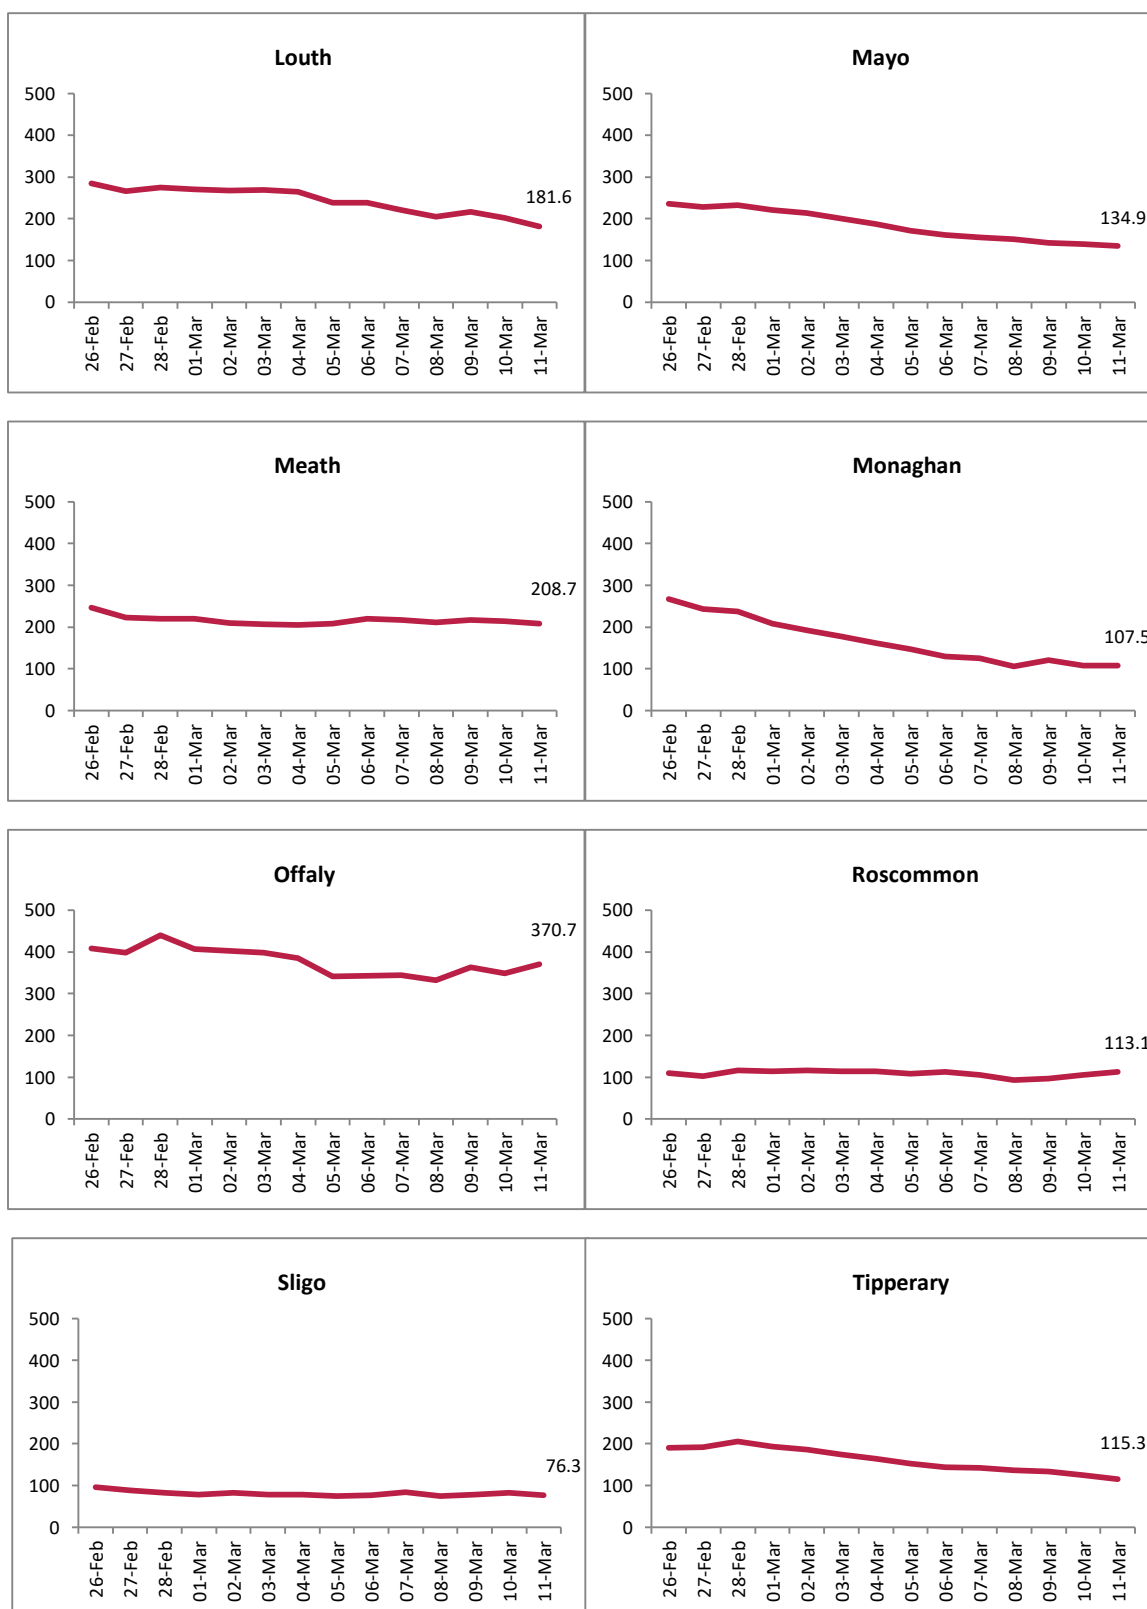 Louth
500
400
300
200
100
0
181.6
26-Feb
27-Feb
28-Feb
01-Mar
02-Mar
03-Mar
04-Mar
05-Mar
06-Mar
07-Mar
08-Mar
09-Mar
10-Mar
11-Mar
Mayo
500
400
300
200
100
0
134.9
26-Feb
27-Feb
28-Feb
01-Mar
02-Mar
03-Mar
04-Mar
05-Mar
06-Mar
07-Mar
08-Mar
09-Mar
10-Mar
11-Mar
Meath
500
400
300
200
100
0
208.7
26-Feb
27-Feb
28-Feb
01-Mar
02-Mar
03-Mar
04-Mar
05-Mar
06-Mar
07-Mar
08-Mar
09-Mar
10-Mar
11-Mar
Monaghan
500
400
300
200
100
0
107.5
26-Feb
27-Feb
28-Feb
01-Mar
02-Mar
03-Mar
04-Mar
05-Mar
06-Mar
07-Mar
08-Mar
09-Mar
10-Mar
11-Mar
Offaly
500
400
300
200
100
0
370.7
26-Feb
27-Feb
28-Feb
01-Mar
02-Mar
03-Mar
04-Mar
05-Mar
06-Mar
07-Mar
08-Mar
09-Mar
10-Mar
11-Mar
Roscommon
500
400
300
200
100
0
113.1
26-Feb
27-Feb
28-Feb
01-Mar
02-Mar
03-Mar
04-Mar
05-Mar
06-Mar
07-Mar
08-Mar
09-Mar
10-Mar
11-Mar
Sligo
500
400
300
200
100
0
76.3
26-Feb
27-Feb
28-Feb
01-Mar
02-Mar
03-Mar
04-Mar
05-Mar
06-Mar
07-Mar
08-Mar
09-Mar
10-Mar
11-Mar
Tipperary
500
400
300
200
100
0
115.3
26-Feb
27-Feb
28-Feb
01-Mar
02-Mar
03-Mar
04-Mar
05-Mar
06-Mar
07-Mar
08-Mar
09-Mar
10-Mar
11-Mar